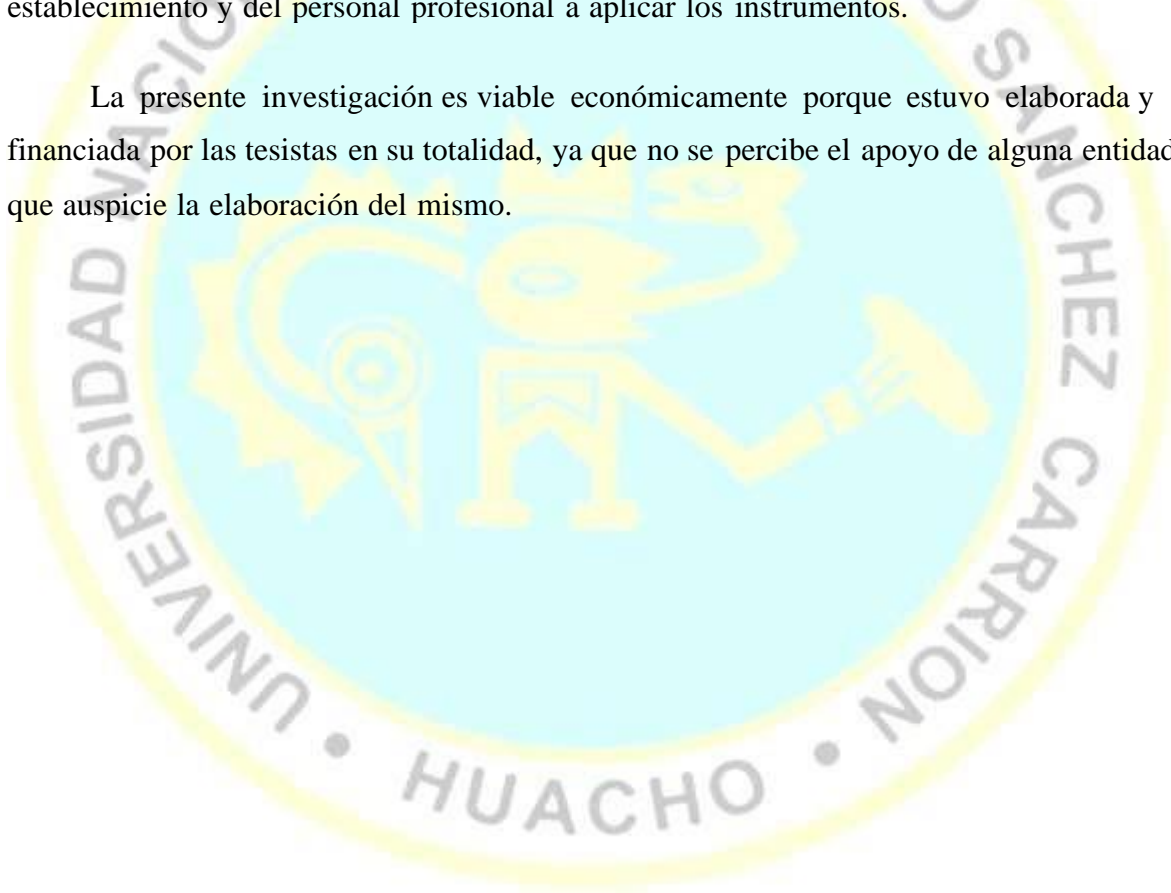 establecimiento y del personal profesional a aplicar los instrumentos.
La presente investigación es viable económicamente porque estuvo elaborada y
financiada por las tesistas en su totalidad, ya que no se percibe el apoyo de alguna entidad
que auspicie la elaboración del mismo.
UNIVERSIDAD NACIO
O SANCHEZ CARRION
• HUACHO •